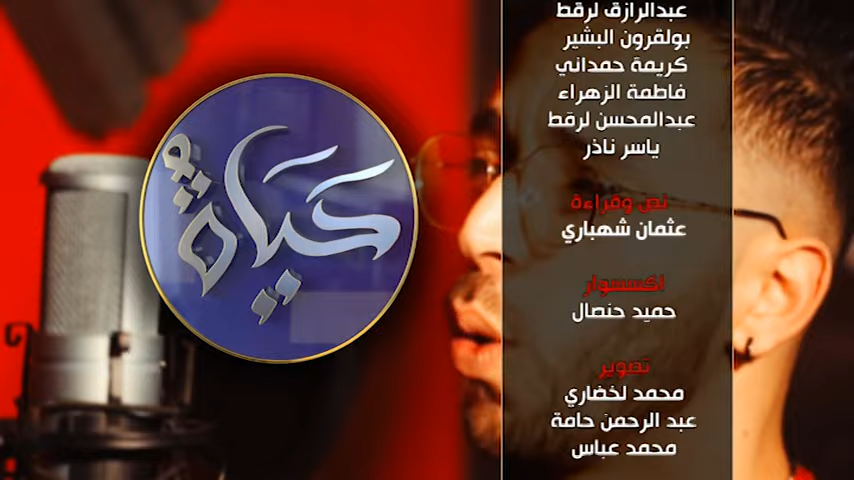 عبدالرازق لرقط
بولقرون البشير
كريمة حمداني
فاطمة الزهراء
عبدالمحسن لرقط
ياسر ناذر
نص وقراءة
عثمان شهباري
اكسسوار
حميد حنصال
تصوير
محمد لخضاري
عبد الرحمن حامة
محمد عباس
حياة